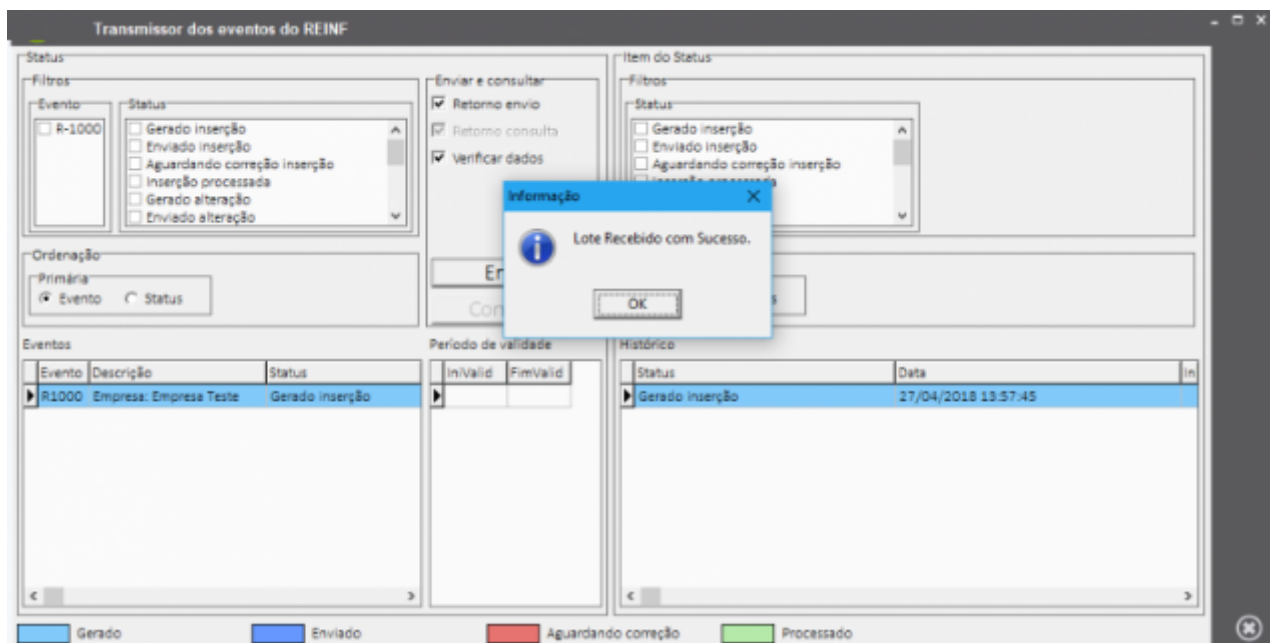 Transmissor dos eventos do REINF
Status
Filtros
Evento
R-1000
Status
Gerado inserção
Enviado inserção
Aguardando correção inserção
Inserção processada
Gerado alteração
Enviado alteração
Enviar e consultar
Retorno envio
Retorno consulta
Verificar dados
Item do Status
Filtros
Status
Gerado inserção
Enviado inserção
Aguardando correção inserção
Informação
Lote Recebido com Sucesso.
OK
Ordenação
Primária
Evento
Status
En
Con
s
Eventos
Evento Descrição Status
R1000 Empresa: Empresa Teste Gerado inserção
Período de validade
IniValid FimValid
Histórico
Status Data In
Gerado inserção 27/04/2018 13:57:45
Gerado Enviado Aguardando correção Processado